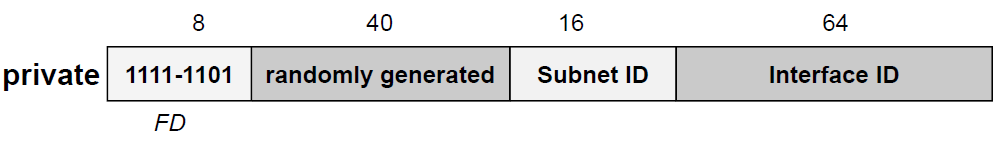 8 40 16 64
private 1111-1101 randomly generated Subnet ID Interface ID
FD